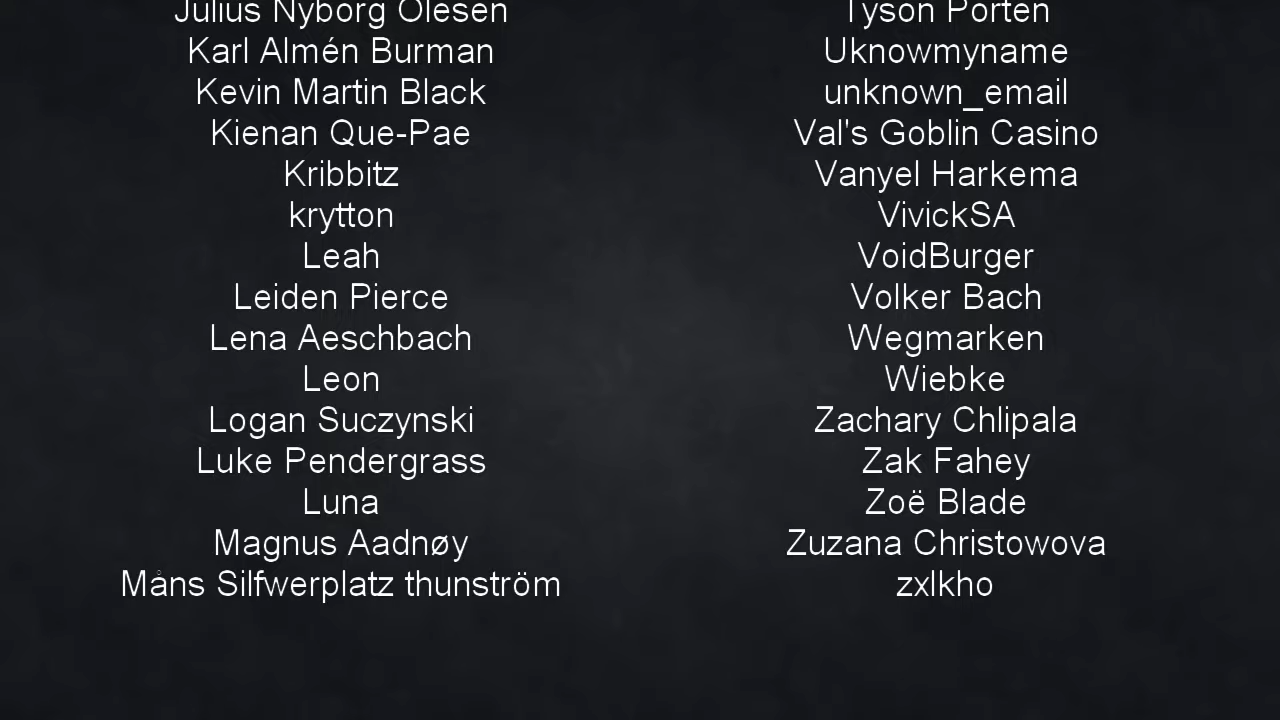 Julius Nyborg Olesen
Karl Almén Burman
Kevin Martin Black
Kienan Que-Pae
Kribbitz
krytton
Leah
Leiden Pierce
Lena Aeschbach
Leon
Logan Suczynski
Luke Pendergrass
Luna
Magnus Aadnøy
Måns Silfwerplatz thunström
Tyson Porten
Uknowmyname
unknown_email
Val's Goblin Casino
Vanyel Harkema
VivickSA
VoidBurger
Volker Bach
Wegmarken
Wiebke
Zachary Chlipala
Zak Fahey
Zoë Blade
Zuzana Christowova
zxlkho